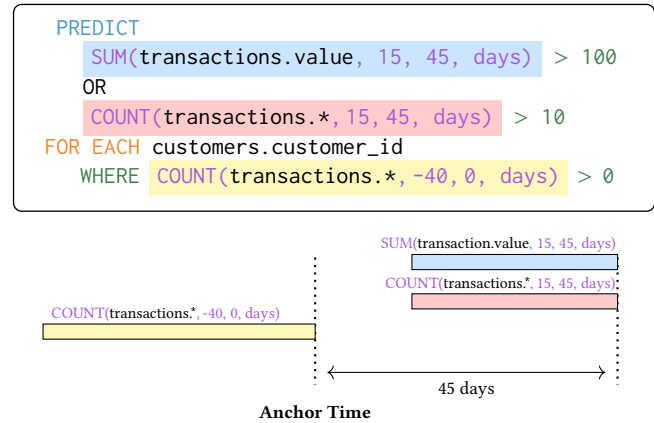 PREDICT
SUM(transactions.value, 15, 45, days) > 100
OR
COUNT(transactions.*, 15, 45, days) > 10
FOR EACH customers.customer_id
WHERE COUNT(transactions.*, -40, 0, days) > 0
SUM(transaction.value, 15, 45, days)
COUNT(transactions.*, 15, 45, days)
COUNT(transactions.*, -40, 0, days)
45 days
Anchor Time